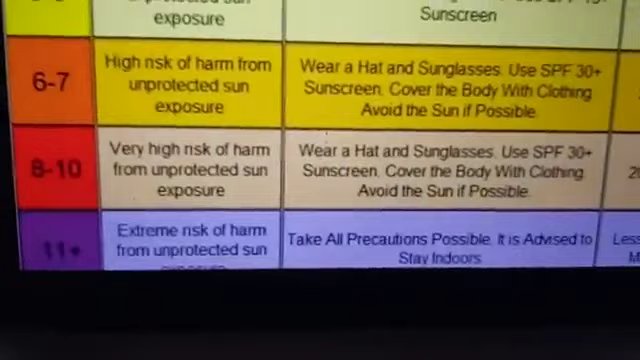 exposure
Sunscreen
6-7
High risk of harm from
unprotected sun
exposure
Wear a Hat and Sunglasses. Use SPF 30+
Sunscreen. Cover the Body With Clothing
Avoid the Sun if Possible
8-10
Very high risk of harm
from unprotected sun
exposure
Wear a Hat and Sunglasses. Use SPF 30+
Sunscreen. Cover the Body With Clothing
Avoid the Sun if Possible.
11+
Extreme risk of harm
from unprotected sun
Take All Precautions Possible. It is Advised to
Stay Indoors